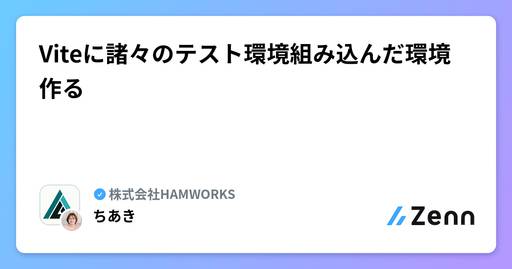 Viteに諸々のテスト環境組み込んだ環境
作る
株式会社HAMWORKS
ちあき
Zenn